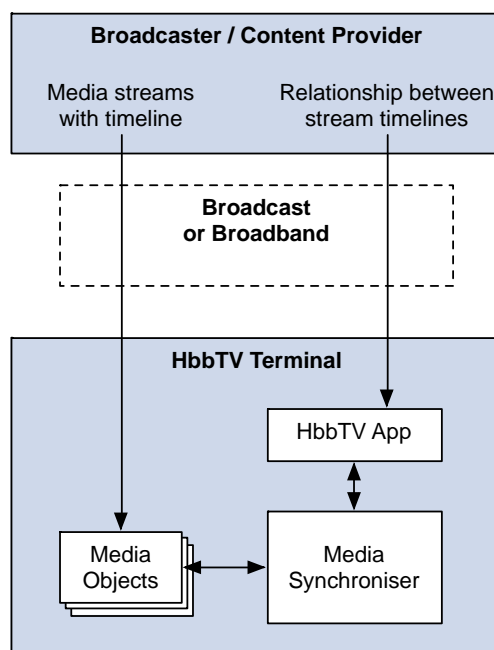 Broadcaster / Content Provider
Media streams
with timeline
Relationship between
stream timelines
Broadcast
or Broadband
HbbTV Terminal
HbbTV App
Media
Objects
Media
Synchroniser